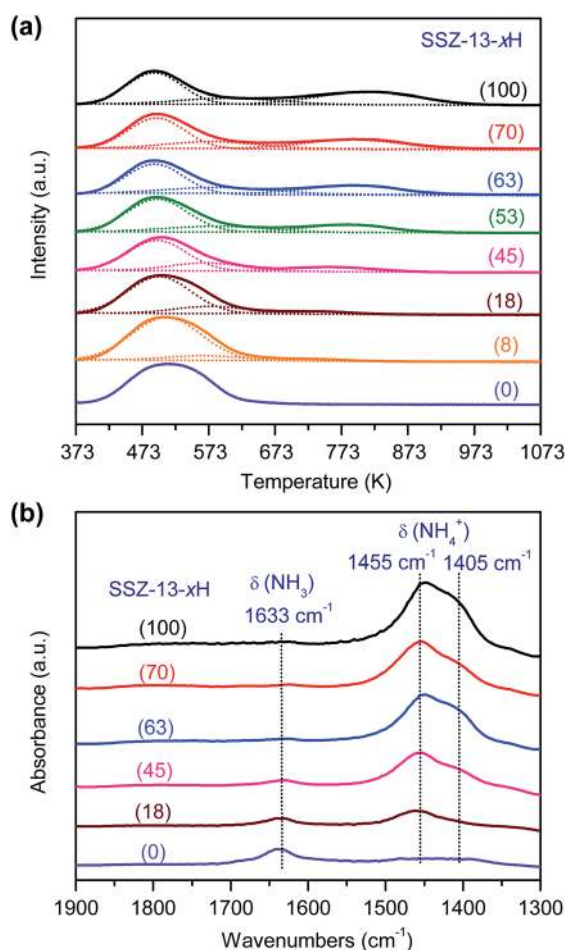 (a)
SSZ-13-xH
(100)
(70)
(63)
(53)
(45)
(18)
(8)
(0)
Intensity (a.u.)
373 473 573 673 773 873 973 1073
Temperature (K)
(b)
δ (NH₄⁺)
δ (NH₃) 1455 cm⁻¹ 1405 cm⁻¹
SSZ-13-xH 1633 cm⁻¹
(100)
(70)
(63)
(45)
(18)
(0)
Absorbance (a.u.)
1900 1800 1700 1600 1500 1400 1300
Wavenumbers (cm⁻¹)